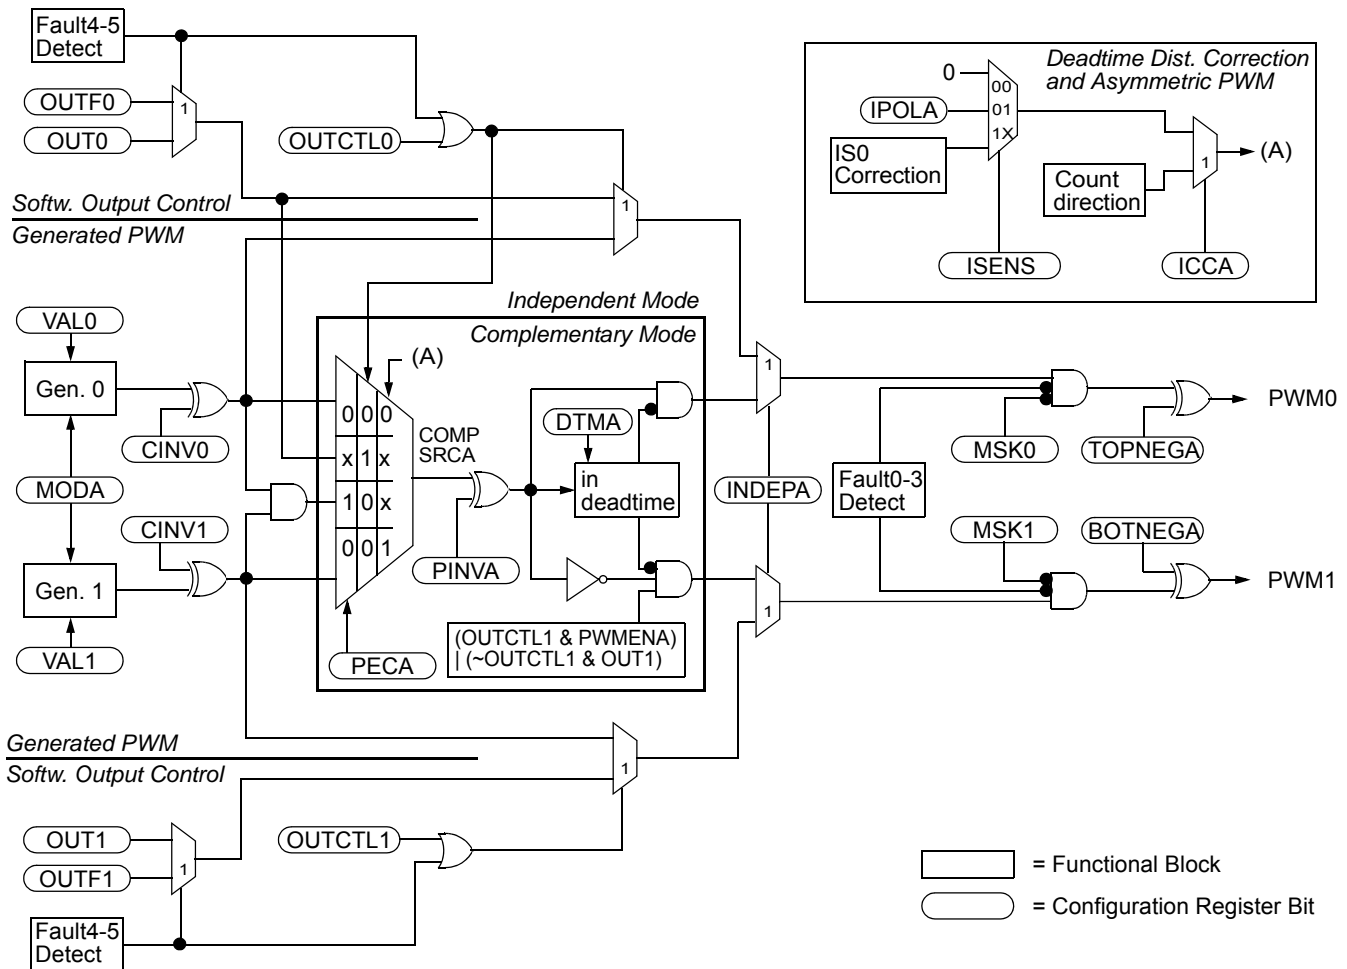 Fault4-5
Detect
OUTF0
OUT0
1
OUTCTL0
Softw. Output Control
Generated PWM
1
Deadtime Dist. Correction
and Asymmetric PWM
0
00
01
1X
IPOLA
IS0
Correction
Count
direction
1
(A)
ISENS
ICCA
Independent Mode
Complementary Mode
VAL0
Gen. 0
CINV0
MODA
CINV1
Gen. 1
VAL1
(A)
0 0 0
x 1 x
1 0 x
0 0 1
COMP
SRCA
PINVA
PECA
DTMA
in
deadtime
(OUTCTL1 & PWMENA)
| (~OUTCTL1 & OUT1)
1
INDEPA
1
MSK0
Fault0-3
Detect
MSK1
TOPNEGA
BOTNEGA
PWM0
PWM1
Generated PWM
Softw. Output Control
1
OUT1
OUTF1
1
OUTCTL1
Fault4-5
Detect
= Functional Block
= Configuration Register Bit